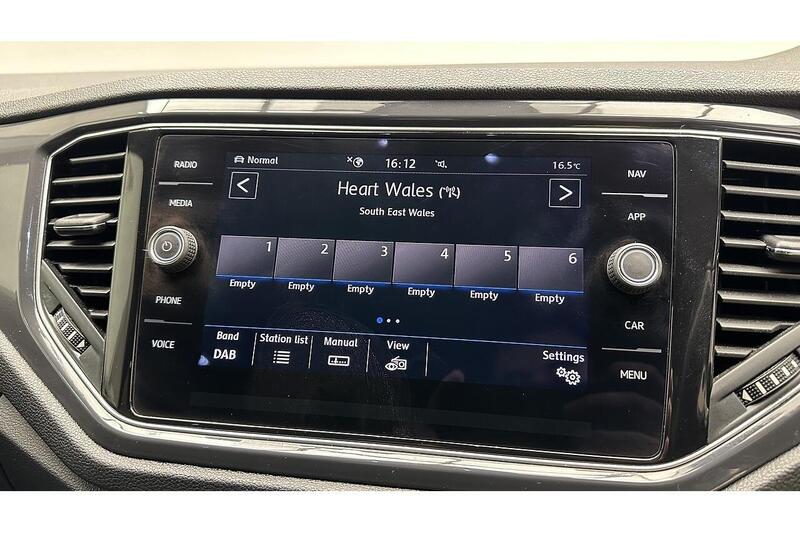 RADIO
MEDIA
PHONE
VOICE
Normal 16:12 16.5°C
< Heart Wales >
South East Wales
1 2 3 4 5 6
Empty Empty Empty Empty Empty Empty
Band Station list Manual View Settings
DAB
NAV
APP
CAR
MENU